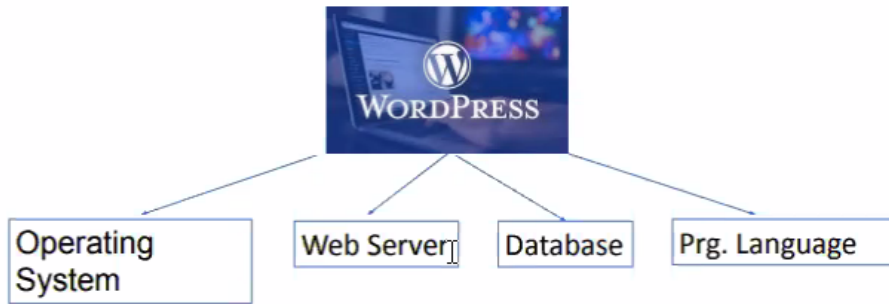 WORDPRESS
Operating
System
Web Server
Database
Prg. Language